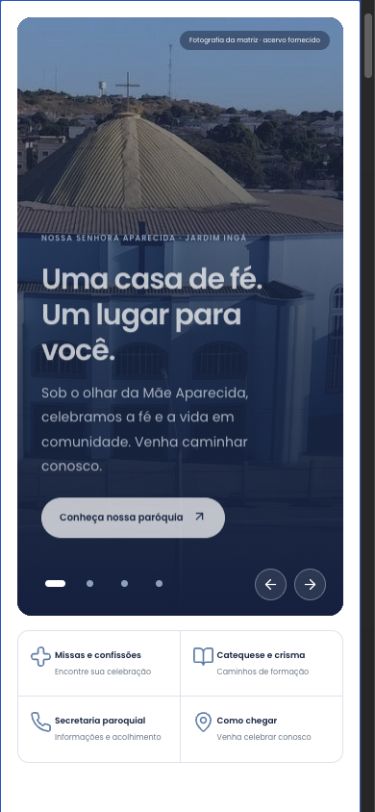 Fotografia da matriz · acervo fornecido
NOSSA SENHORA APARECIDA · JARDIM INGÁ
Uma casa de fé.
Um lugar para
você.
Sob o olhar da Mãe Aparecida,
celebramos a fé e a vida em
comunidade. Venha caminhar
conosco.
Conheça nossa paróquia
Missas e confissões
Encontre sua celebração
Catequese e crisma
Caminhos de formação
Secretaria paroquial
Informações e acolhimento
Como chegar
Venha celebrar conosco